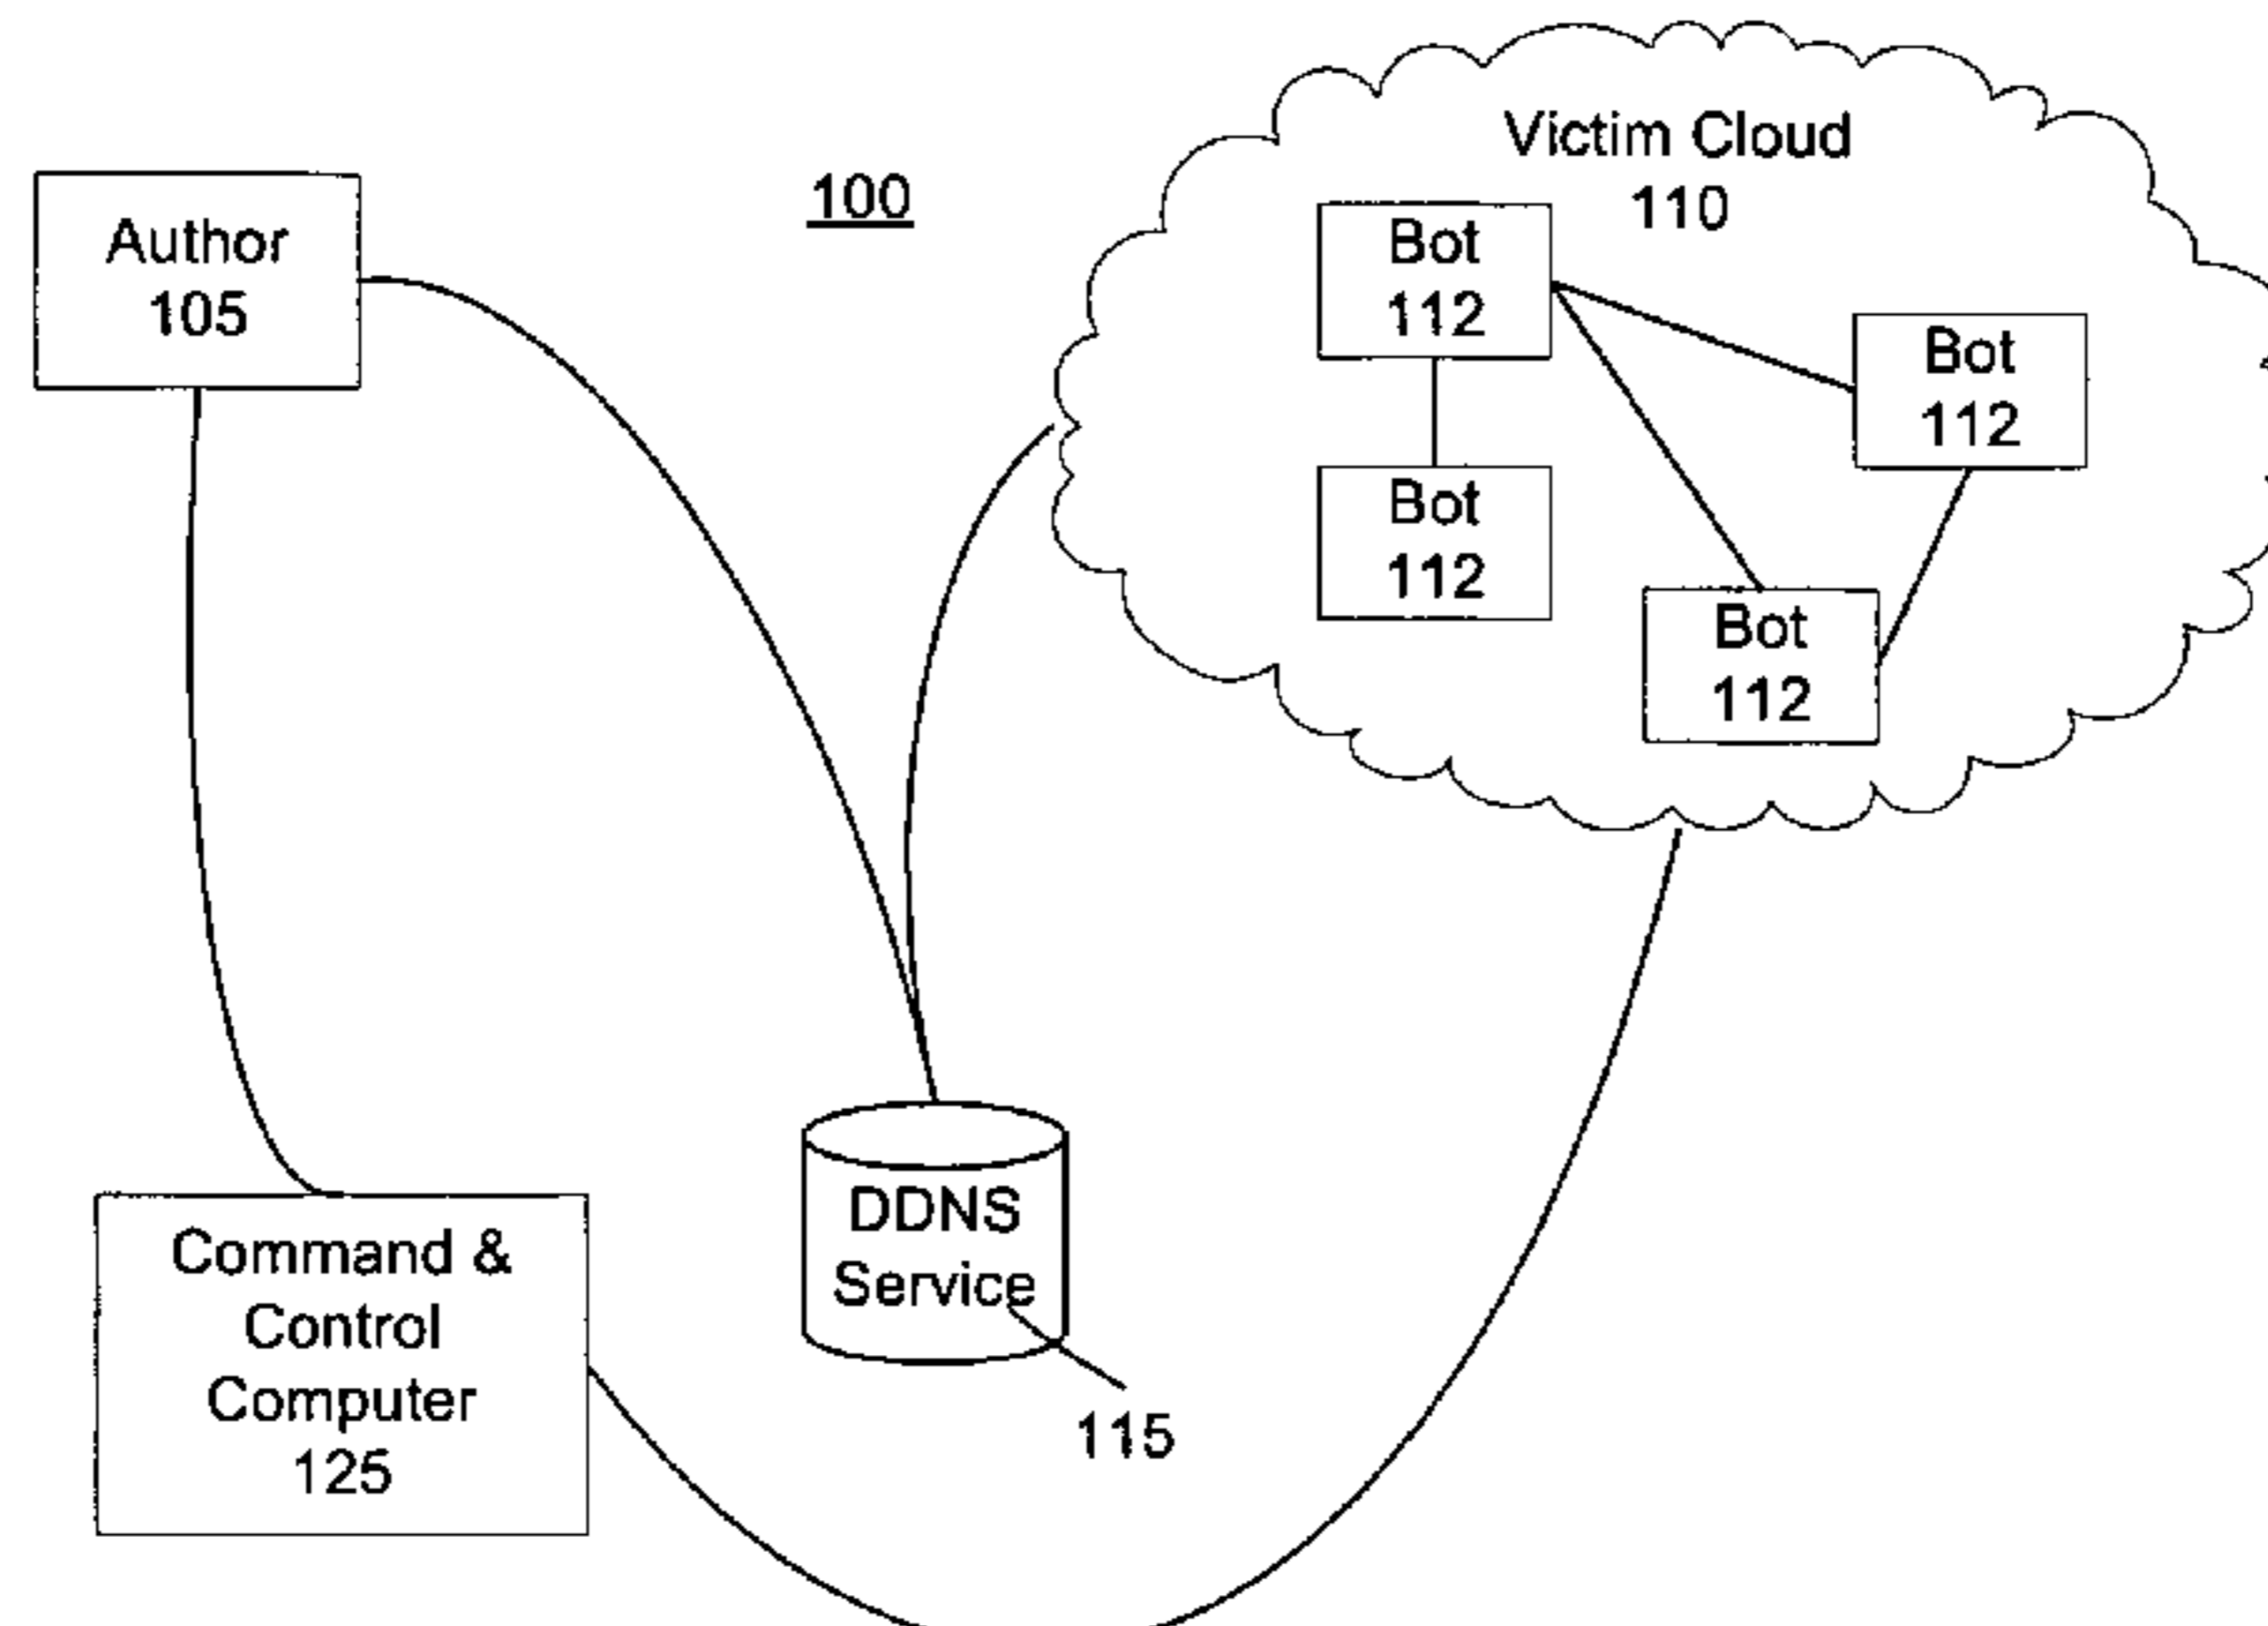 100
Author
105
Victim Cloud
110
Bot
112
Bot
112
Bot
112
Bot
112
DDNS
Service
115
Command &
Control
Computer
125